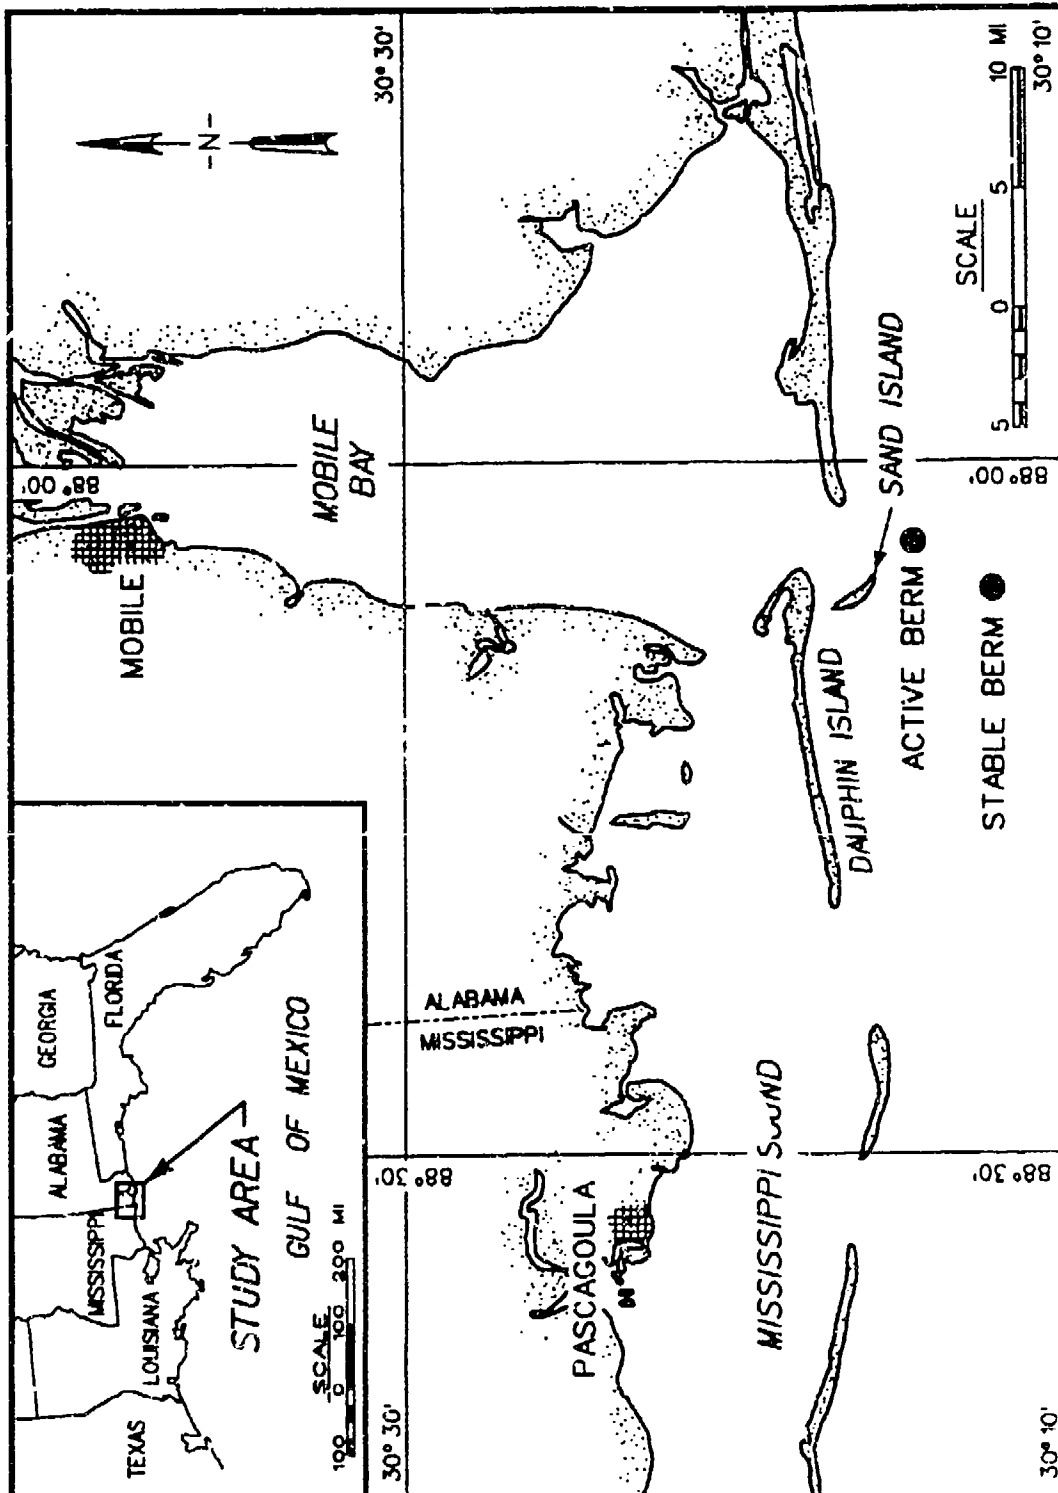 TEXAS
LOUISIANA
MISSISSIPPI
ALABAMA
GEORGIA
FLORIDA
STUDY AREA
GULF OF MEXICO
SCALE
100 0 100 200 MI
88° 00'
-N-
MOBILE
MOBILE
BAY
30° 30'
30° 30'
88° 30'
ALABAMA
MISSISSIPPI
PASCAGOULA
MISSISSIPPI SOUND
DAUPHIN ISLAND
SAND ISLAND
ACTIVE BERM
STABLE BERM
SCALE
5 0 5 10 MI
30° 10'
88° 30'
88° 00'
30° 10'